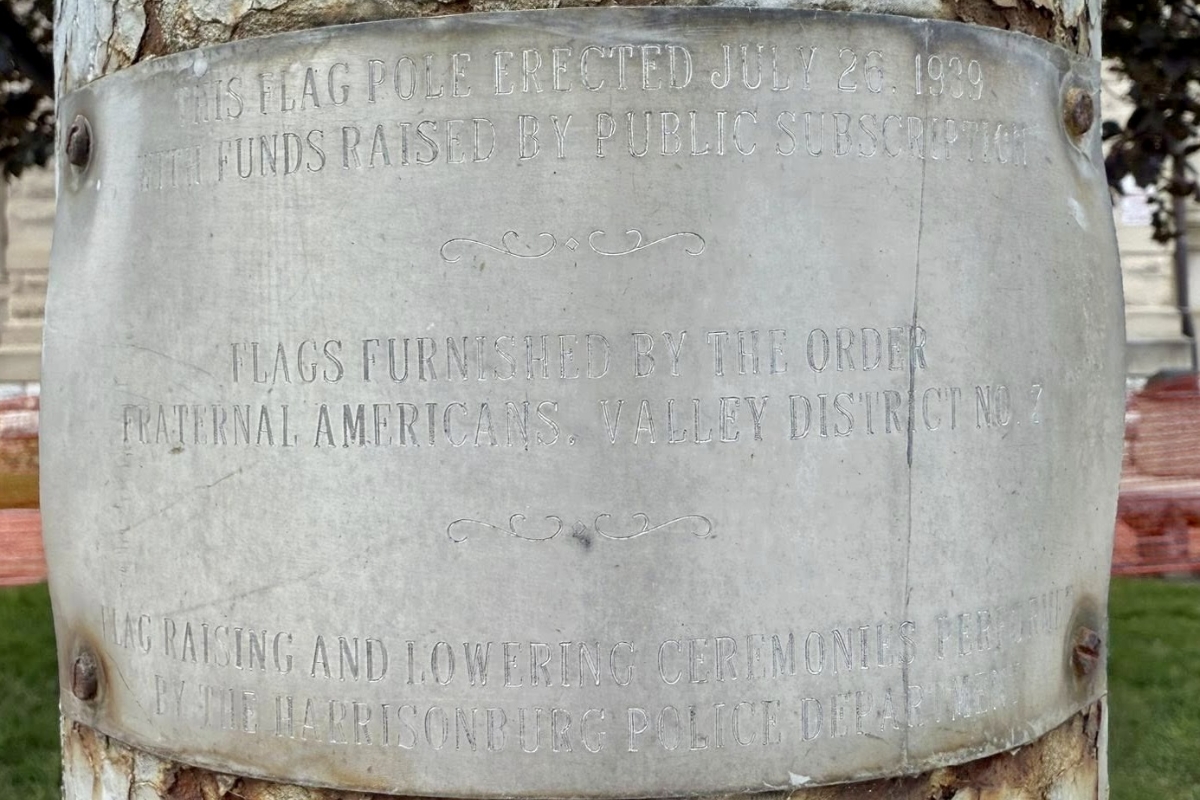 THIS FLAG POLE ERECTED JULY 26, 1939,
WITH FUNDS RAISED BY PUBLIC SUBSCRIPTION
FLAGS FURNISHED BY THE ORDER
FRATERNAL AMERICANS, VALLEY DISTRICT NO. 2
FLAG RAISING AND LOWERING CEREMONIES PERFORMED
BY THE HARRISONBURG POLICE DEPARTMENT